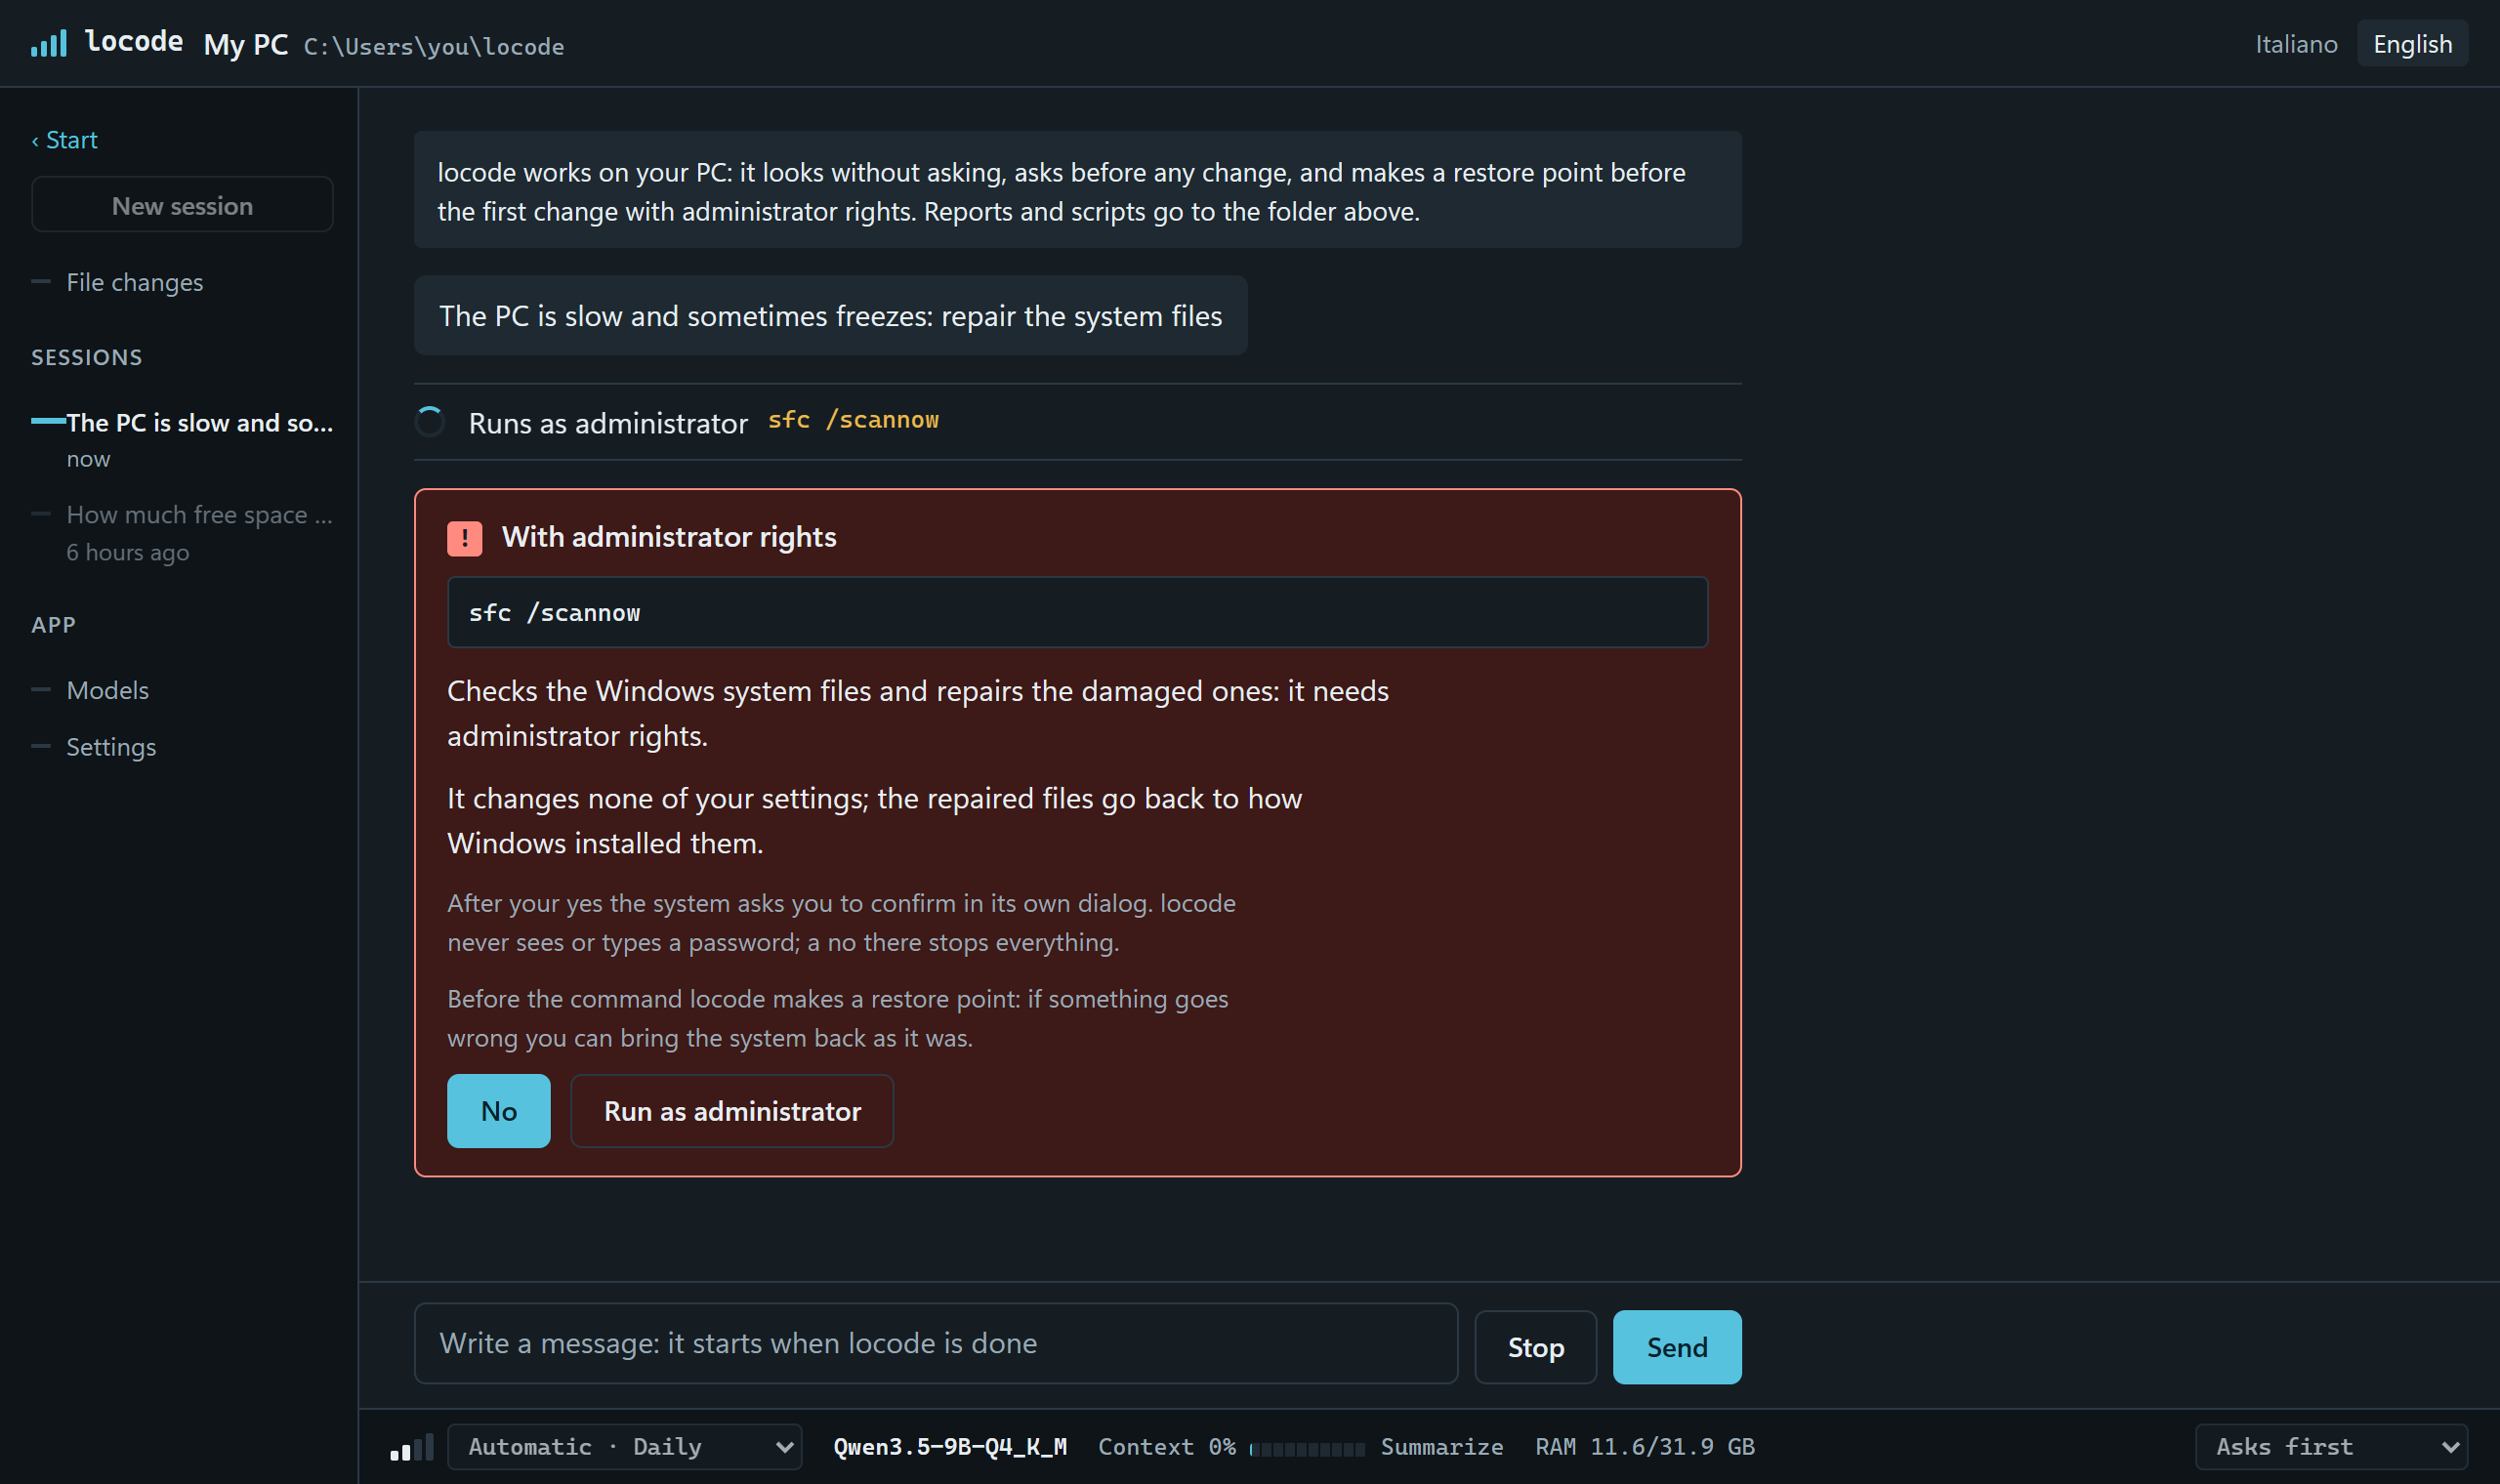 locode My PC C:\Users\you\locode
Italiano English
‹ Start
New session
File changes
SESSIONS
The PC is slow and so...
now
How much free space ...
6 hours ago
APP
Models
Settings
locode works on your PC: it looks without asking, asks before any change, and makes a restore point before
the first change with administrator rights. Reports and scripts go to the folder above.
The PC is slow and sometimes freezes: repair the system files
Runs as administrator sfc /scannow
! With administrator rights
sfc /scannow
Checks the Windows system files and repairs the damaged ones: it needs
administrator rights.
It changes none of your settings; the repaired files go back to how
Windows installed them.
After your yes the system asks you to confirm in its own dialog. locode
never sees or types a password; a no there stops everything.
Before the command locode makes a restore point: if something goes
wrong you can bring the system back as it was.
No Run as administrator
Write a message: it starts when locode is done
Stop Send
Automatic · Daily Qwen3.5-9B-Q4_K_M Context 0% Summarize RAM 11.6/31.9 GB Asks first